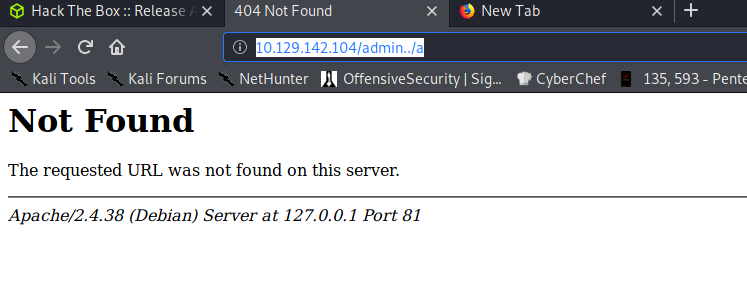 Hack The Box :: Release A
404 Not Found
New Tab
10.129.142.104/admin../a
Kali Tools
Kali Forums
NetHunter
OffensiveSecurity | Sig...
CyberChef
135, 593 - Pente
Not Found
The requested URL was not found on this server.
Apache/2.4.38 (Debian) Server at 127.0.0.1 Port 81